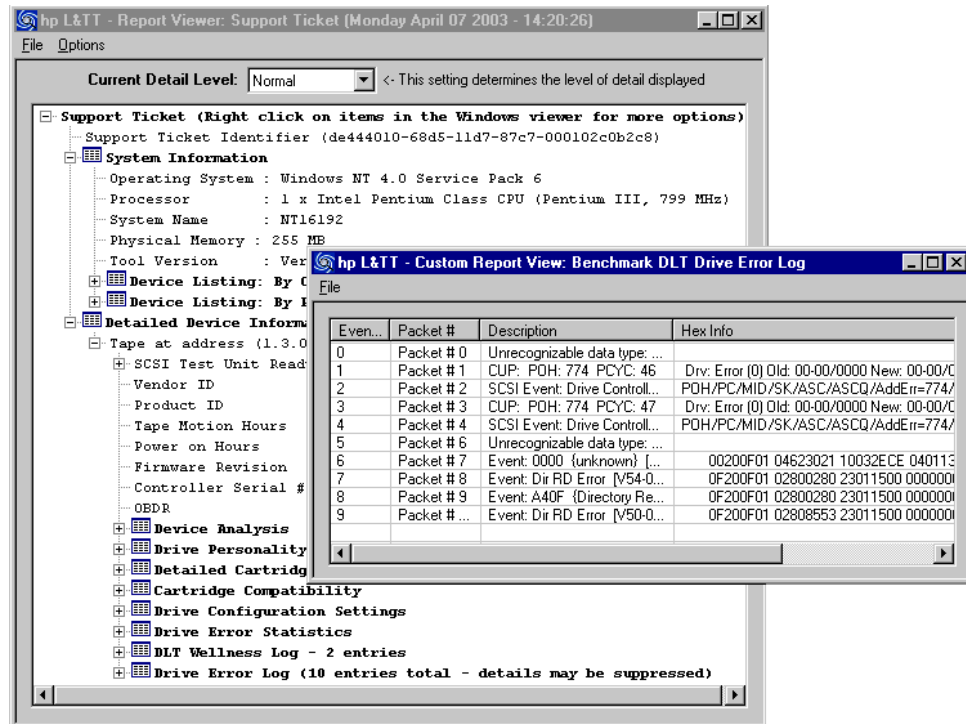 hp L&TT - Report Viewer: Support Ticket (Monday April 07 2003 - 14:20:26)
File Options
Current Detail Level: Normal <- This setting determines the level of detail displayed
Support Ticket (Right click on items in the Windows viewer for more options)
Support Ticket Identifier (de444010-68d5-11d7-87c7-000102c0b2c8)
System Information
Operating System : Windows NT 4.0 Service Pack 6
Processor : 1 x Intel Pentium Class CPU (Pentium III, 799 MHz)
System Name : NT16192
Physical Memory : 255 MB
Tool Version : Ver
Device Listing: By
Device Listing: By
Detailed Device
Tape at address (1.3.0
SCSI Test Unit
Vendor ID
Product ID
Tape Motion Hours
Power on Hours
Firmware Revision
Controller Serial #
OBDR
Device Analysis
Drive Personality
Detailed
Cartridge Compatibility
Drive Configuration Settings
Drive Error Statistics
DLT Wellness Log - 2 entries
Drive Error Log (10 entries total - details may be suppressed)
hp L&TT - Custom Report View: Benchmark DLT Drive Error Log
File
Even... Packet # Description Hex Info
0 Packet # 0 Unrecognizable data type: ...
1 Packet # 1 CUP: POH: 774 PCYC: 46 Drv: Error (0) Old: 00-00/0000 New: 00-00/0
2 Packet # 2 SCSI Event: Drive Controll... POH/PC/MID/SK/ASC/ASCQ/AddErr=774/
3 Packet # 3 CUP: POH: 774 PCYC: 47 Drv: Error (0) Old: 00-00/0000 New: 00-00/0
4 Packet # 4 SCSI Event: Drive Controll... POH/PC/MID/SK/ASC/ASCQ/AddErr=774/
5 Packet # 6 Unrecognizable data type: ...
6 Packet # 7 Event: 0000 {unknown} [... 00200F01 04623021 10032ECE 040113
7 Packet # 8 Event: Dir RD Error [V54-0... 0F200F01 02800280 23011500 000000
8 Packet # 9 Event: A40F {Directory Re... 0F200F01 02800280 23011500 000000
9 Packet # ... Event: Dir RD Error [V50-0... 0F200F01 02808553 23011500 000000